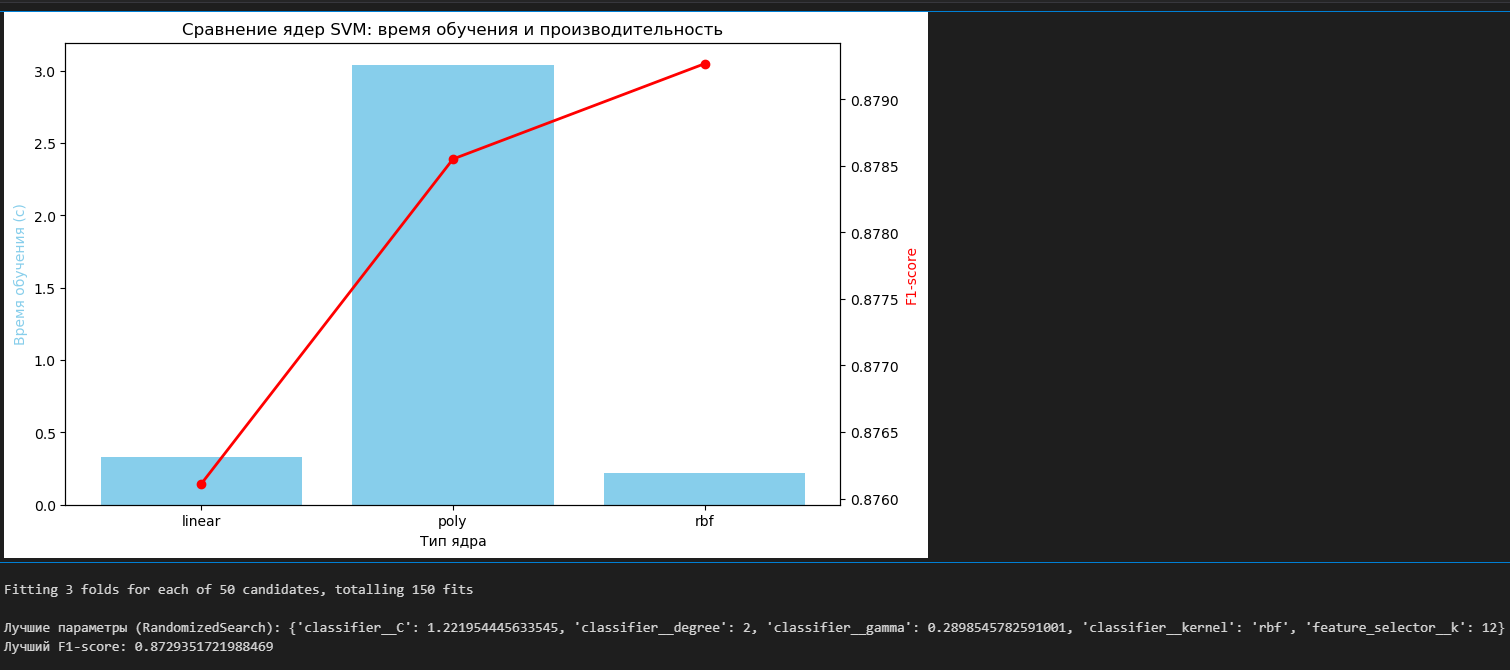 Сравнение ядер SVM: время обучения и производительность
Время обучения (с)
3.0
2.5
2.0
1.5
1.0
0.5
0.0
linear
poly
rbf
Тип ядра
0.8790
0.8785
0.8780
0.8775
0.8770
0.8765
0.8760
F1-score
Fitting 3 folds for each of 50 candidates, totalling 150 fits
Лучшие параметры (RandomizedSearch): {'classifier__C': 1.221954445633545, 'classifier__degree': 2, 'classifier__gamma': 0.2898545782591001, 'classifier__kernel': 'rbf', 'feature_selector__k': 12}
Лучший F1-score: 0.8729351721988469